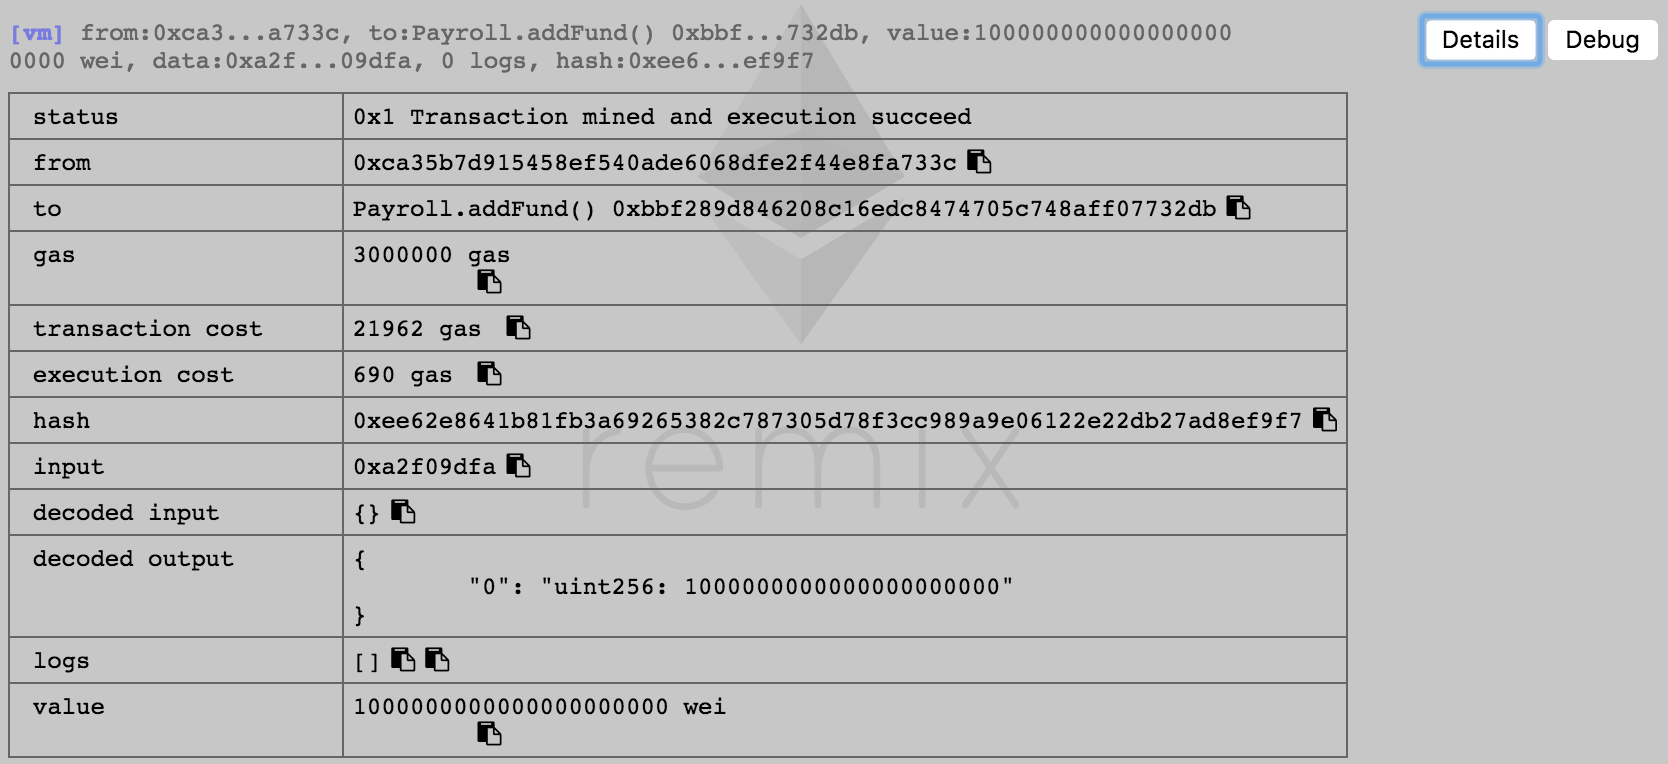 [vm] from:0xca3...a733c, to:Payroll.addFund() 0xbbf...732db, value:100000000000000000
0000 wei, data:0xa2f...09dfa, 0 logs, hash:0xee6...ef9f7
Details Debug
status 0x1 Transaction mined and execution succeed
from 0xca35b7d915458ef540ade6068dfe2f44e8fa733c
to Payroll.addFund() 0xbbf289d846208c16edc8474705c748aff07732db
gas 3000000 gas
transaction cost 21962 gas
execution cost 690 gas
hash 0xee62e8641b81fb3a69265382c787305d78f3cc989a9e06122e22db27ad8ef9f7
input 0xa2f09dfa
decoded input {}
decoded output {
"0": "uint256: 1000000000000000000000"
}
logs []
value 1000000000000000000000 wei
remix